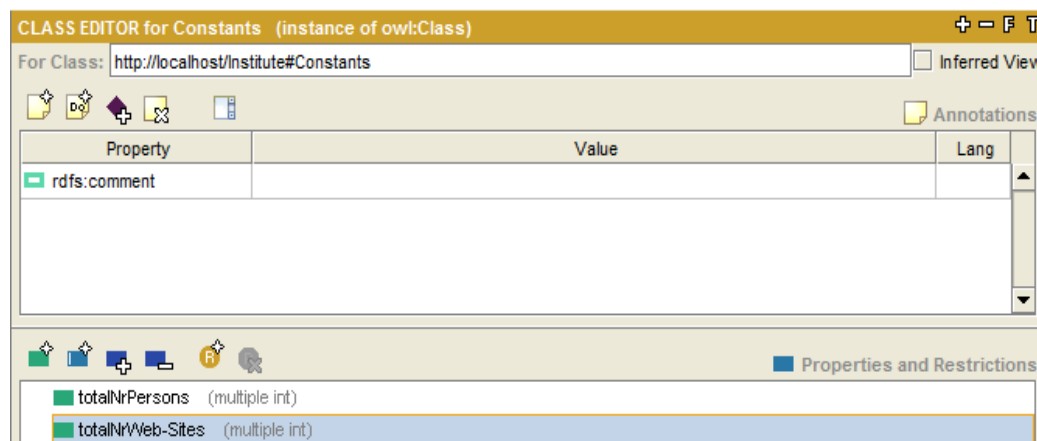 CLASS EDITOR for Constants (instance of owl:Class)
For Class: http://localhost/Institute#Constants
Inferred View
Annotations
Property Value Lang
rdfs:comment
Properties and Restrictions
totalNrPersons (multiple int)
totalNrWeb-Sites (multiple int)